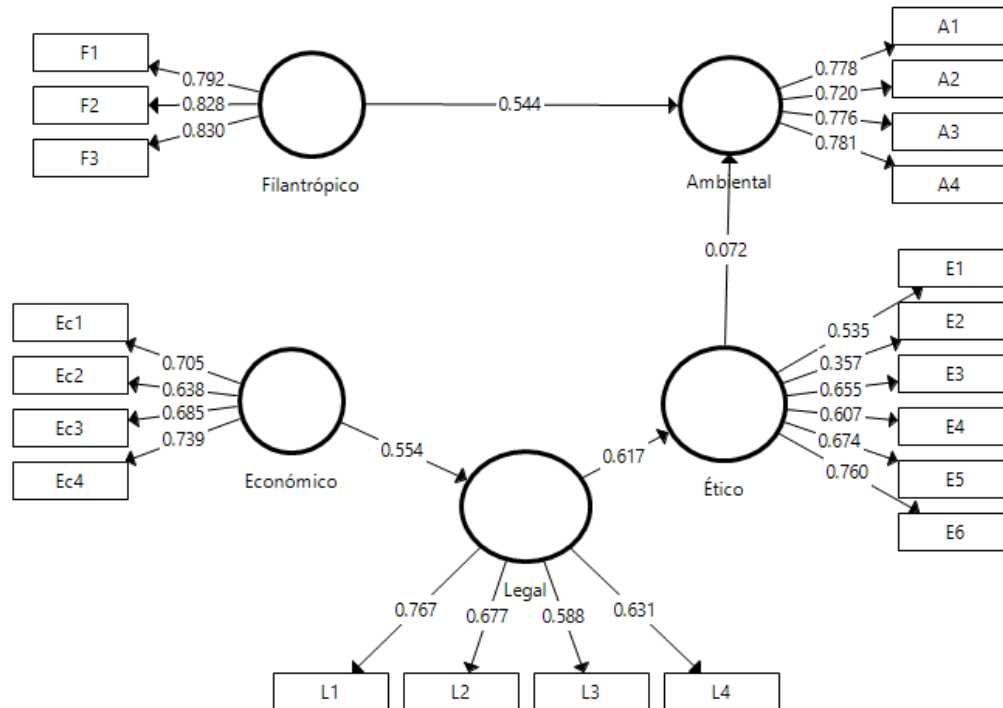 F1
F2
F3
0.792
0.828
0.830
Filantrópico
0.544
Ambiental
0.778
0.720
0.776
0.781
A1
A2
A3
A4
0.072
Ec1
Ec2
Ec3
Ec4
0.705
0.638
0.685
0.739
Económico
0.554
Legal
0.617
Ético
0.535
0.357
0.655
0.607
0.674
0.760
E1
E2
E3
E4
E5
E6
0.767
0.677
0.588
0.631
L1
L2
L3
L4